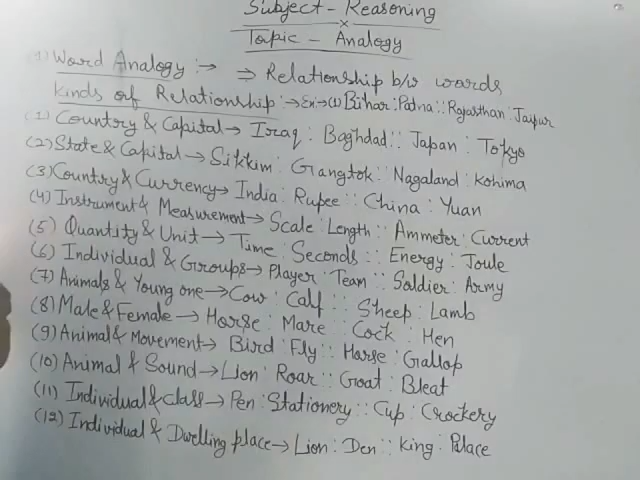 Subject - Reasoning
Topic - Analogy
(1) Word Analogy :→ ⇒ Relationship b/w words
Kinds of Relationship :→ Ex→(1) Bihar : Patna :: Rajasthan : Jaipur
(1) Country & Capital → Iraq : Baghdad :: Japan : Tokyo
(2) State & Capital → Sikkim : Gangtok :: Nagaland : Kohima
(3) Country & Currency → India : Rupee :: China : Yuan
(4) Instrument & Measurement → Scale : Length :: Ammeter : Current
(5) Quantity & Unit → Time : Seconds :: Energy : Joule
(6) Individual & Groups → Player : Team :: Soldier : Army
(7) Animals & Young one → Cow : Calf :: Sheep : Lamb
(8) Male & Female → Horse : Mare :: Cock : Hen
(9) Animal & Movement → Bird : Fly :: Horse : Gallop
(10) Animal & Sound → Lion : Roar :: Goat : Bleat
(11) Individual & Class → Pen : Stationery :: Cup : Crockery
(12) Individual & Dwelling place → Lion : Den :: King : Palace